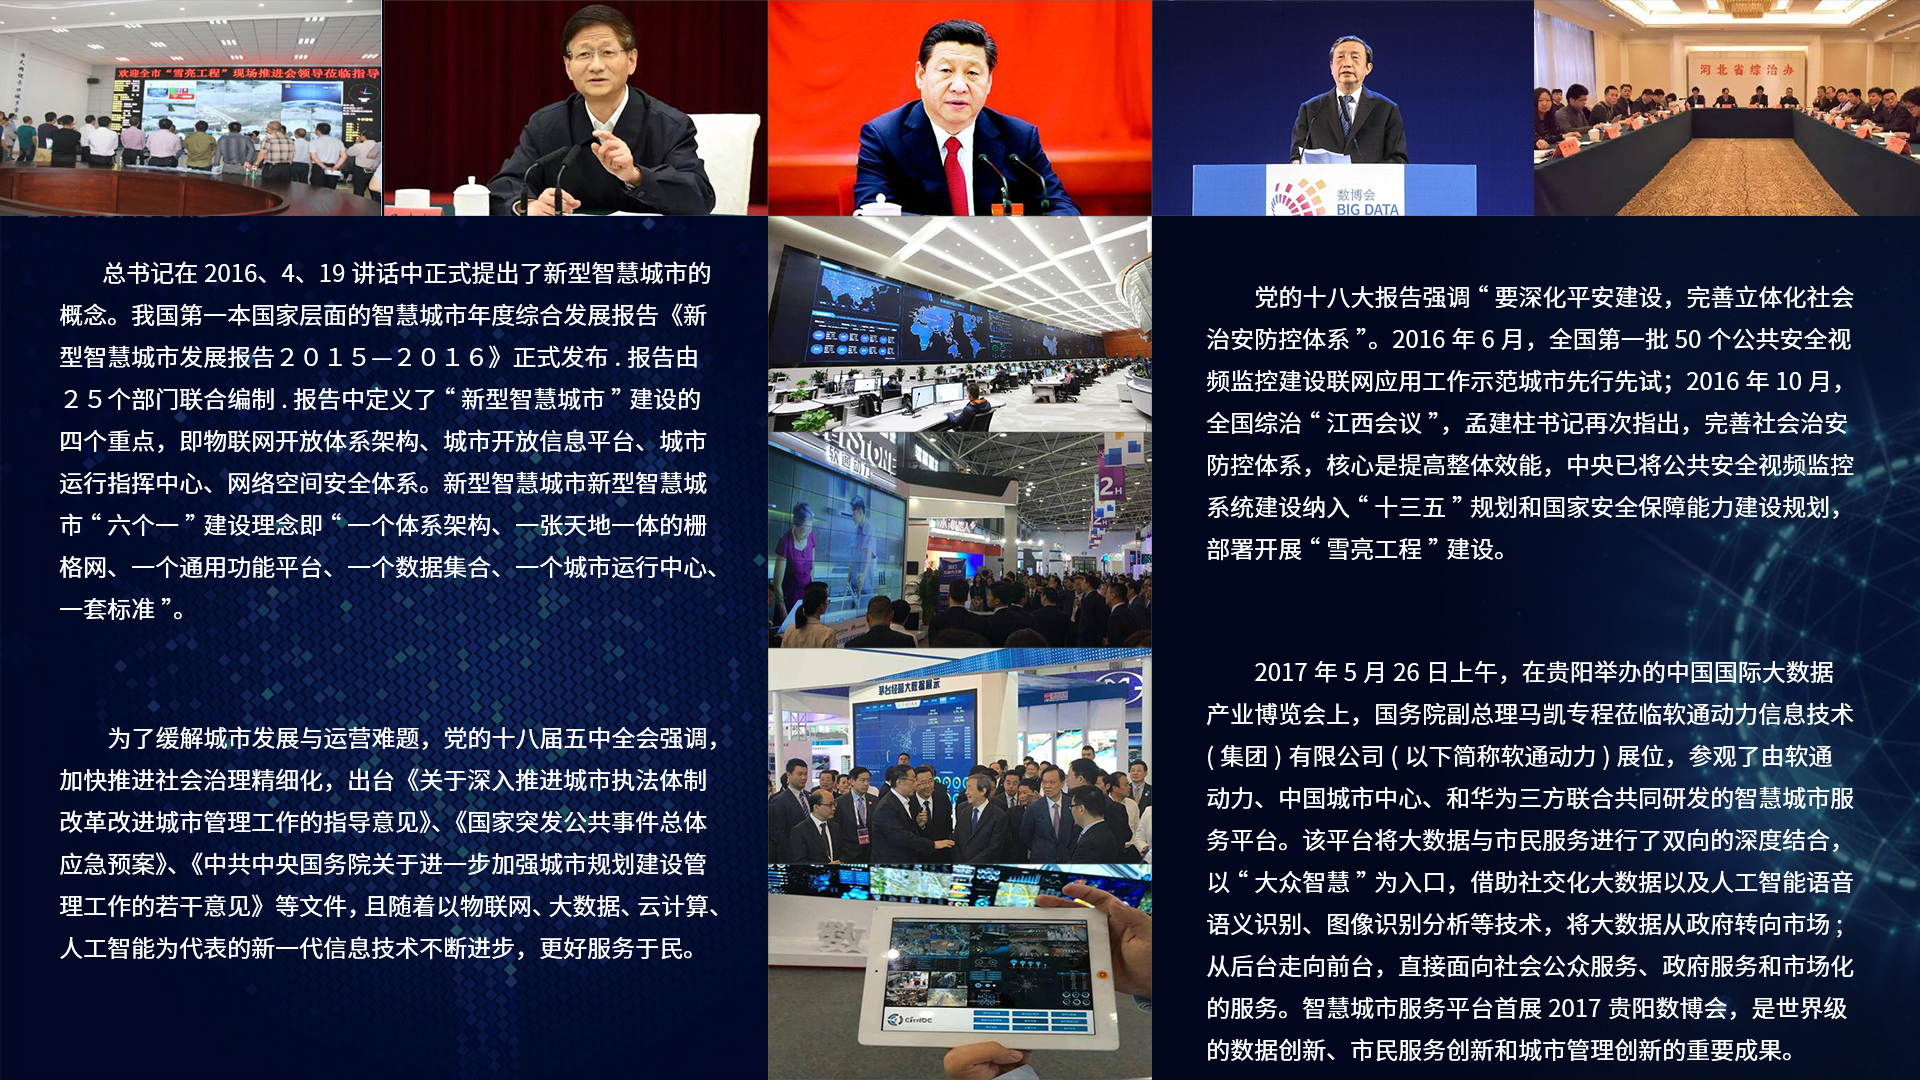 欢迎全市“雪亮工程”现场推进会领导莅临指导
数博会
BIG DATA
河北省综治办
总书记在 2016、4、19 讲话中正式提出了新型智慧城市的
概念。我国第一本国家层面的智慧城市年度综合发展报告《新
型智慧城市发展报告２０１５—２０１６》正式发布 . 报告由
２５个部门联合编制 . 报告中定义了 “ 新型智慧城市 ” 建设的
四个重点，即物联网开放体系架构、城市开放信息平台、城市
运行指挥中心、网络空间安全体系。新型智慧城市新型智慧城
市 “ 六个一 ” 建设理念即 “ 一个体系架构、一张天地一体的栅
格网、一个通用功能平台、一个数据集合、一个城市运行中心、
一套标准 ”。
为了缓解城市发展与运营难题，党的十八届五中全会强调，
加快推进社会治理精细化，出台《关于深入推进城市执法体制
改革改进城市管理工作的指导意见》、《国家突发公共事件总体
应急预案》、《中共中央国务院关于进一步加强城市规划建设管
理工作的若干意见》等文件，且随着以物联网、大数据、云计算、
人工智能为代表的新一代信息技术不断进步，更好服务于民。
软通动力
2H
茅台经销大数据展示
数
CITHDC
党的十八大报告强调 “ 要深化平安建设，完善立体化社会
治安防控体系 ”。2016 年 6 月，全国第一批 50 个公共安全视
频监控建设联网应用工作示范城市先行先试；2016 年 10 月，
全国综治 “ 江西会议 ”，孟建柱书记再次指出，完善社会治安
防控体系，核心是提高整体效能，中央已将公共安全视频监控
系统建设纳入 “ 十三五 ” 规划和国家安全保障能力建设规划，
部署开展 “ 雪亮工程 ” 建设。
2017 年 5 月 26 日上午，在贵阳举办的中国国际大数据
产业博览会上，国务院副总理马凯专程莅临软通动力信息技术
( 集团 ) 有限公司 ( 以下简称软通动力 ) 展位，参观了由软通
动力、中国城市中心、和华为三方联合共同研发的智慧城市服
务平台。该平台将大数据与市民服务进行了双向的深度结合，
以 “ 大众智慧 ” 为入口，借助社交化大数据以及人工智能语音
语义识别、图像识别分析等技术，将大数据从政府转向市场 ;
从后台走向前台，直接面向社会公众服务、政府服务和市场化
的服务。智慧城市服务平台首展 2017 贵阳数博会，是世界级
的数据创新、市民服务创新和城市管理创新的重要成果。